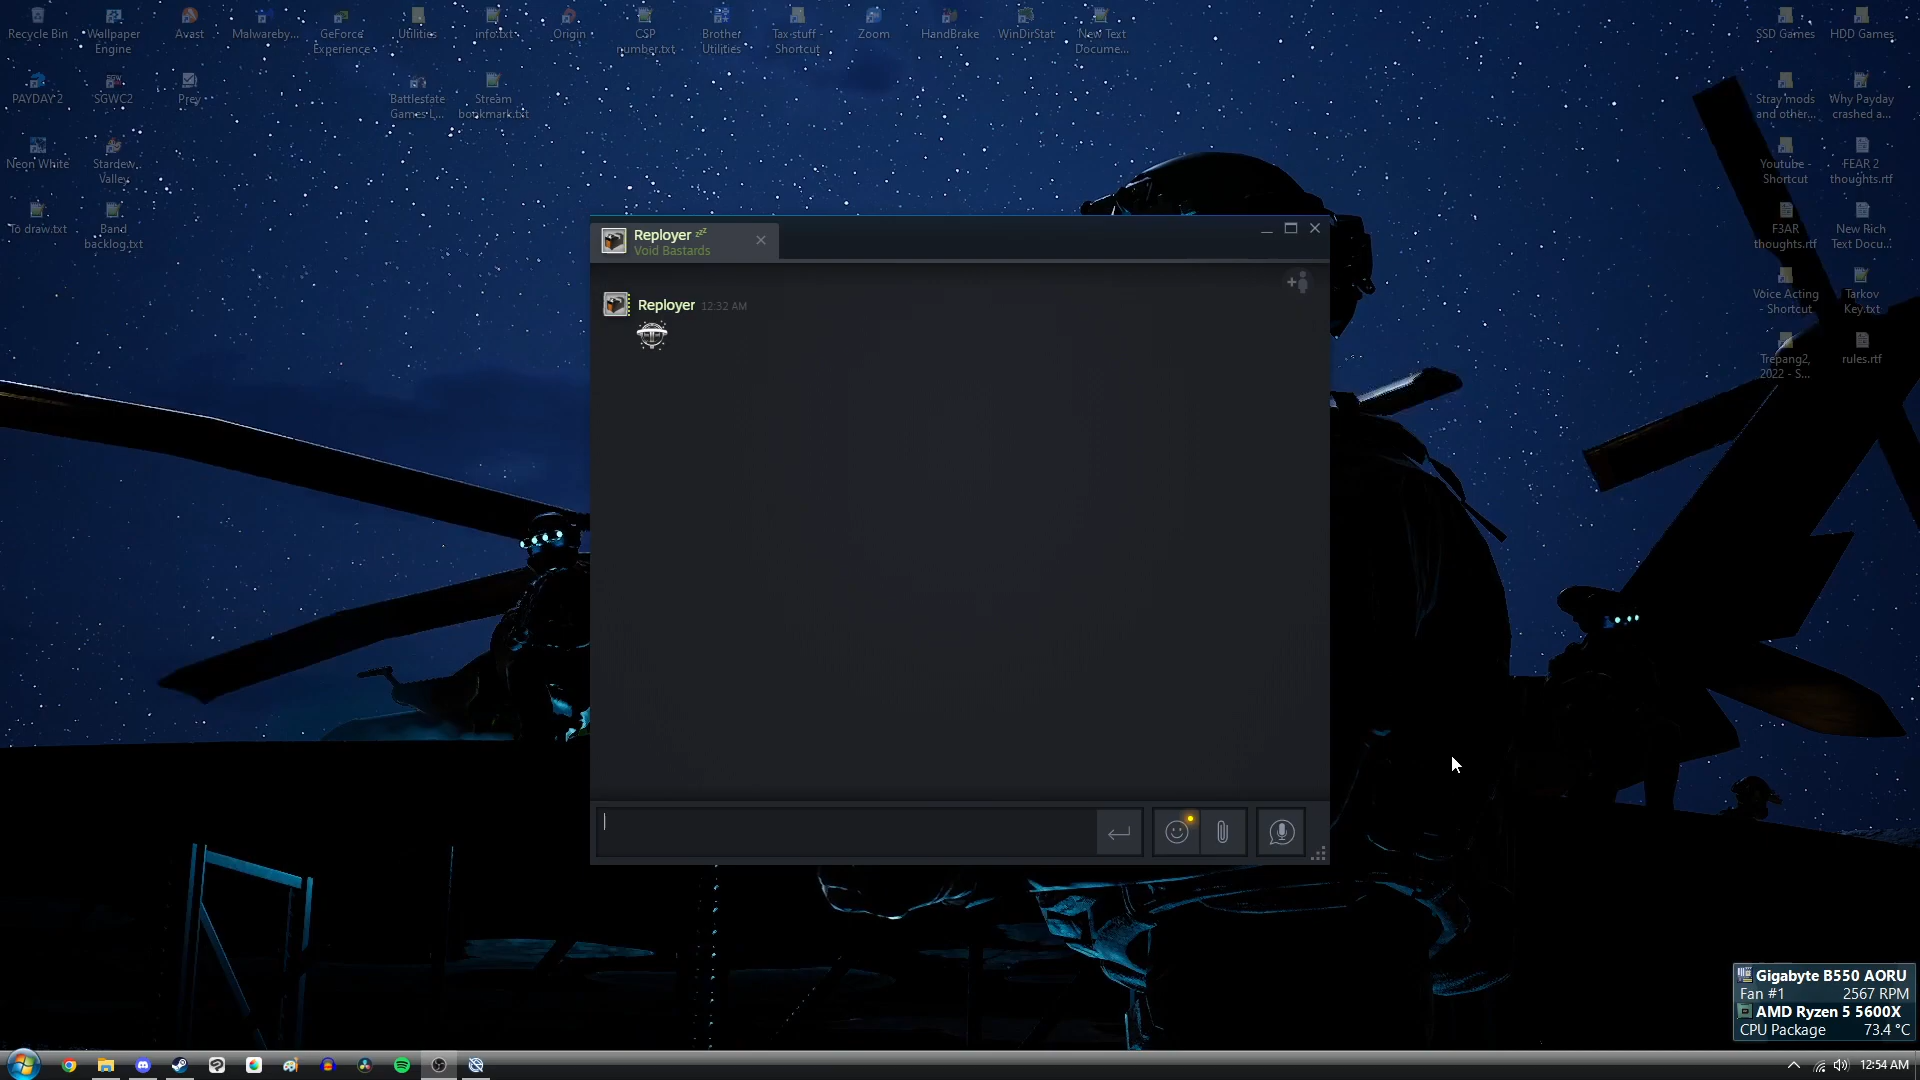 Recycle Bin
Wallpaper
Engine
Avast
Malwareby...
GeForce
Experience
Utilities
info.txt
Origin
CSP
number.txt
Brother
Utilities
Tax stuff -
Shortcut
Zoom
HandBrake
WinDirStat
New Text
Docume...
SSD Games
HDD Games
PAYDAY 2
SGWC2
Prey
Battlestate
Games L...
Stream
bookmark.txt
Stray mods
and other...
Why Payday
crashed a...
Neon White
Stardew
Valley
Youtube -
Shortcut
FEAR 2
thoughts.rtf
To draw.txt
Band
backlog.txt
F3AR
thoughts.rtf
New Rich
Text Docu...
Voice Acting
- Shortcut
Tarkov
Key.txt
Trepang2,
2022 - S...
rules.rtf
Reployer zzz
Void Bastards
Reployer 12:32 AM
Gigabyte B550 AORU
Fan #1 2567 RPM
AMD Ryzen 5 5600X
CPU Package 73.4 °C
12:54 AM